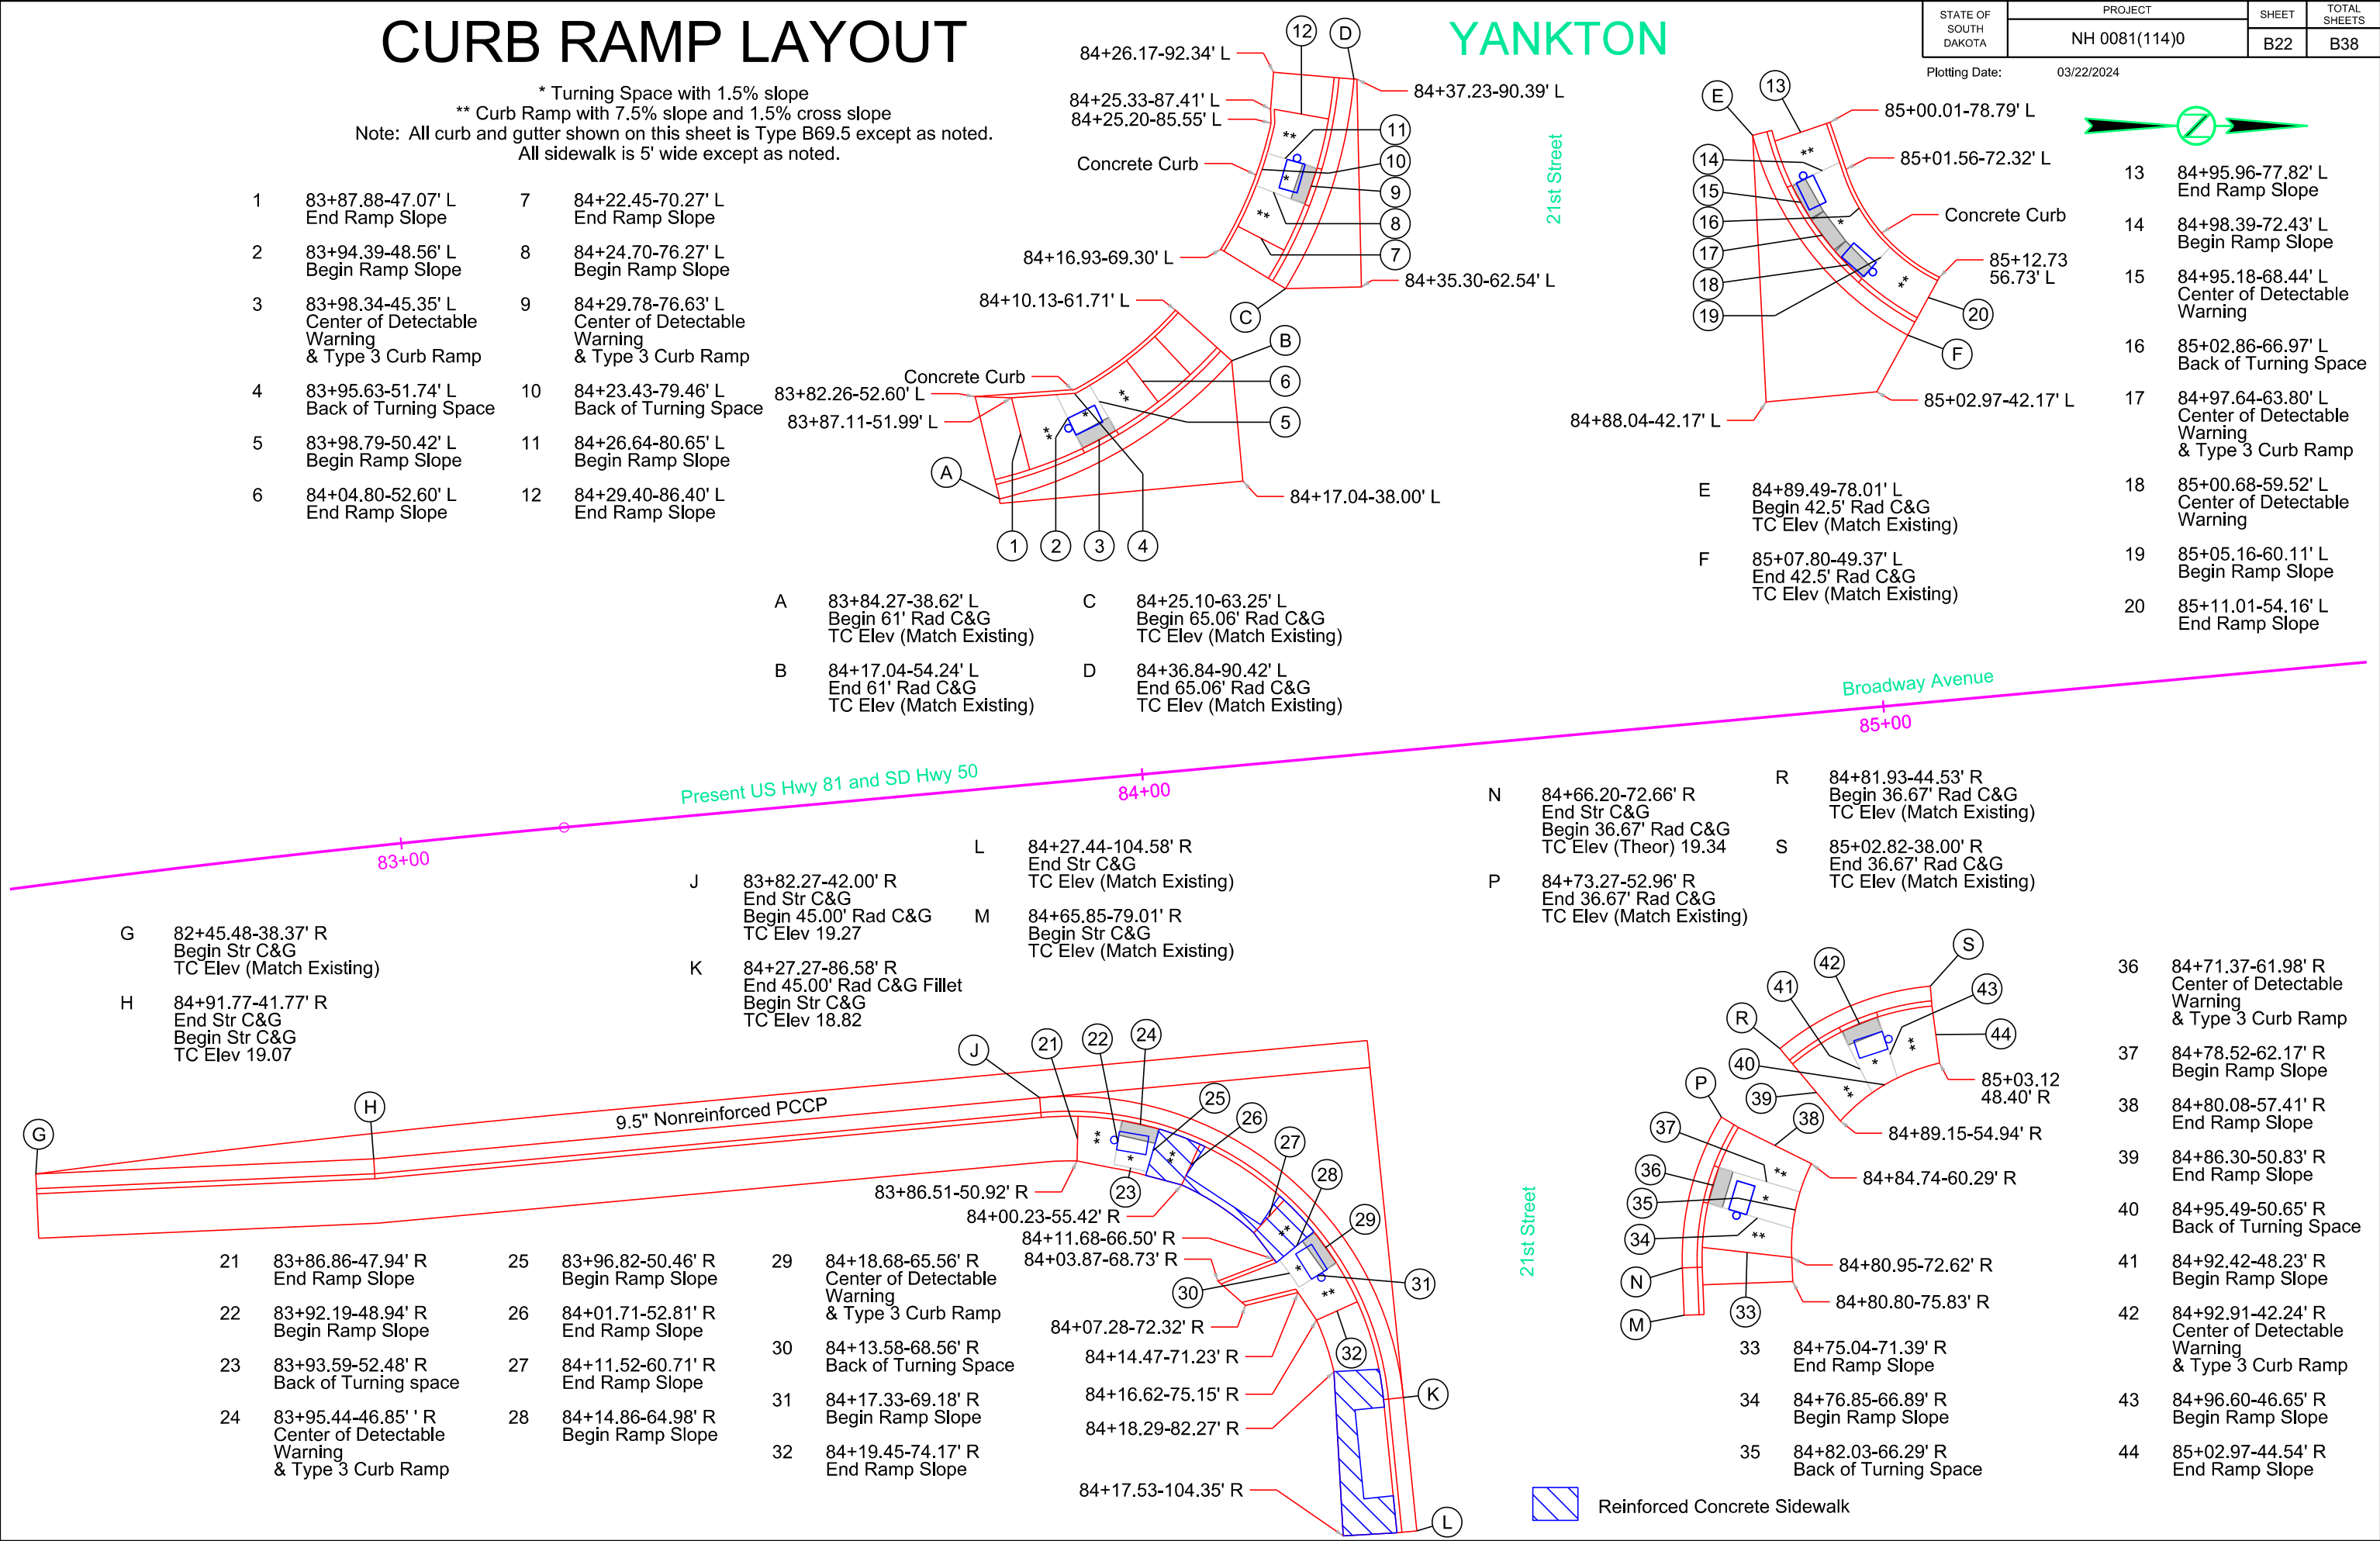 CURB RAMP LAYOUT
* Turning Space with 1.5% slope
** Curb Ramp with 7.5% slope and 1.5% cross slope
Note: All curb and gutter shown on this sheet is Type B69.5 except as noted.
All sidewalk is 5' wide except as noted.
YANKTON
STATE OF
SOUTH
DAKOTA
PROJECT
NH 0081(114)0
SHEET
B22
TOTAL
SHEETS
B38
Plotting Date: 03/22/2024
1 83+87.88-47.07' L
End Ramp Slope
2 83+94.39-48.56' L
Begin Ramp Slope
3 83+98.34-45.35' L
Center of Detectable
Warning
& Type 3 Curb Ramp
4 83+95.63-51.74' L
Back of Turning Space
5 83+98.79-50.42' L
Begin Ramp Slope
6 84+04.80-52.60' L
End Ramp Slope
7 84+22.45-70.27' L
End Ramp Slope
8 84+24.70-76.27' L
Begin Ramp Slope
9 84+29.78-76.63' L
Center of Detectable
Warning
& Type 3 Curb Ramp
10 84+23.43-79.46' L
Back of Turning Space
11 84+26.64-80.65' L
Begin Ramp Slope
12 84+29.40-86.40' L
End Ramp Slope
12
D
84+26.17-92.34' L
84+37.23-90.39' L
84+25.33-87.41' L
84+25.20-85.55' L
Concrete Curb
**
*
**
11
10
9
8
7
84+16.93-69.30' L
84+35.30-62.54' L
C
84+10.13-61.71' L
B
Concrete Curb
6
83+82.26-52.60' L
83+87.11-51.99' L
**
*
**
5
A
84+17.04-38.00' L
1
2
3
4
21st Street
E
13
85+00.01-78.79' L
85+01.56-72.32' L
14
15
16
17
18
19
**
*
**
Concrete Curb
85+12.73
56.73' L
20
F
85+02.97-42.17' L
84+88.04-42.17' L
13 84+95.96-77.82' L
End Ramp Slope
14 84+98.39-72.43' L
Begin Ramp Slope
15 84+95.18-68.44' L
Center of Detectable
Warning
16 85+02.86-66.97' L
Back of Turning Space
17 84+97.64-63.80' L
Center of Detectable
Warning
& Type 3 Curb Ramp
18 85+00.68-59.52' L
Center of Detectable
Warning
19 85+05.16-60.11' L
Begin Ramp Slope
20 85+11.01-54.16' L
End Ramp Slope
E 84+89.49-78.01' L
Begin 42.5' Rad C&G
TC Elev (Match Existing)
F 85+07.80-49.37' L
End 42.5' Rad C&G
TC Elev (Match Existing)
A 83+84.27-38.62' L
Begin 61' Rad C&G
TC Elev (Match Existing)
B 84+17.04-54.24' L
End 61' Rad C&G
TC Elev (Match Existing)
C 84+25.10-63.25' L
Begin 65.06' Rad C&G
TC Elev (Match Existing)
D 84+36.84-90.42' L
End 65.06' Rad C&G
TC Elev (Match Existing)
Broadway Avenue
85+00
Present US Hwy 81 and SD Hwy 50
84+00
83+00
G 82+45.48-38.37' R
Begin Str C&G
TC Elev (Match Existing)
H 84+91.77-41.77' R
End Str C&G
Begin Str C&G
TC Elev 19.07
J 83+82.27-42.00' R
End Str C&G
Begin 45.00' Rad C&G
TC Elev 19.27
K 84+27.27-86.58' R
End 45.00' Rad C&G Fillet
Begin Str C&G
TC Elev 18.82
L 84+27.44-104.58' R
End Str C&G
TC Elev (Match Existing)
M 84+65.85-79.01' R
Begin Str C&G
TC Elev (Match Existing)
N 84+66.20-72.66' R
End Str C&G
Begin 36.67' Rad C&G
TC Elev (Theor) 19.34
P 84+73.27-52.96' R
End 36.67' Rad C&G
TC Elev (Match Existing)
R 84+81.93-44.53' R
Begin 36.67' Rad C&G
TC Elev (Match Existing)
S 85+02.82-38.00' R
End 36.67' Rad C&G
TC Elev (Match Existing)
G
H
9.5" Nonreinforced PCCP
J
21
22
24
25
26
27
28
29
23
**
*
**
**
*
**
83+86.51-50.92' R
84+00.23-55.42' R
84+11.68-66.50' R
84+03.87-68.73' R
30
31
84+07.28-72.32' R
84+14.47-71.23' R
32
84+16.62-75.15' R
K
84+18.29-82.27' R
84+17.53-104.35' R
L
21 83+86.86-47.94' R
End Ramp Slope
22 83+92.19-48.94' R
Begin Ramp Slope
23 83+93.59-52.48' R
Back of Turning space
24 83+95.44-46.85' ' R
Center of Detectable
Warning
& Type 3 Curb Ramp
25 83+96.82-50.46' R
Begin Ramp Slope
26 84+01.71-52.81' R
End Ramp Slope
27 84+11.52-60.71' R
End Ramp Slope
28 84+14.86-64.98' R
Begin Ramp Slope
29 84+18.68-65.56' R
Center of Detectable
Warning
& Type 3 Curb Ramp
30 84+13.58-68.56' R
Back of Turning Space
31 84+17.33-69.18' R
Begin Ramp Slope
32 84+19.45-74.17' R
End Ramp Slope
21st Street
S
42
41
43
R
44
40
39
**
*
**
85+03.12
48.40' R
38
84+89.15-54.94' R
P
37
36
35
34
**
*
**
84+84.74-60.29' R
N
M
33
84+80.95-72.62' R
84+80.80-75.83' R
33 84+75.04-71.39' R
End Ramp Slope
34 84+76.85-66.89' R
Begin Ramp Slope
35 84+82.03-66.29' R
Back of Turning Space
36 84+71.37-61.98' R
Center of Detectable
Warning
& Type 3 Curb Ramp
37 84+78.52-62.17' R
Begin Ramp Slope
38 84+80.08-57.41' R
End Ramp Slope
39 84+86.30-50.83' R
End Ramp Slope
40 84+95.49-50.65' R
Back of Turning Space
41 84+92.42-48.23' R
Begin Ramp Slope
42 84+92.91-42.24' R
Center of Detectable
Warning
& Type 3 Curb Ramp
43 84+96.60-46.65' R
Begin Ramp Slope
44 85+02.97-44.54' R
End Ramp Slope
Reinforced Concrete Sidewalk